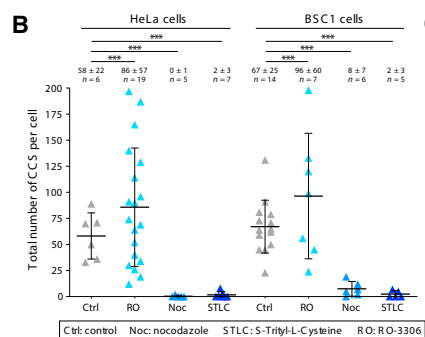 B
HeLa cells
BSC1 cells
***
***
***
***
***
***
58 ± 22
86 ± 57
0 ± 1
2 ± 3
67 ± 25
96 ± 60
8 ± 7
2 ± 3
n = 6
n = 19
n = 5
n = 7
n = 14
n = 7
n = 6
n = 5
Total number of CCS per cell
200
175
150
125
100
75
50
25
0
Ctrl
RO
Noc
STLC
Ctrl
RO
Noc
STLC
Ctrl: control Noc: nocodazole STLC: S-Trityl-L-Cysteine RO: RO-3306